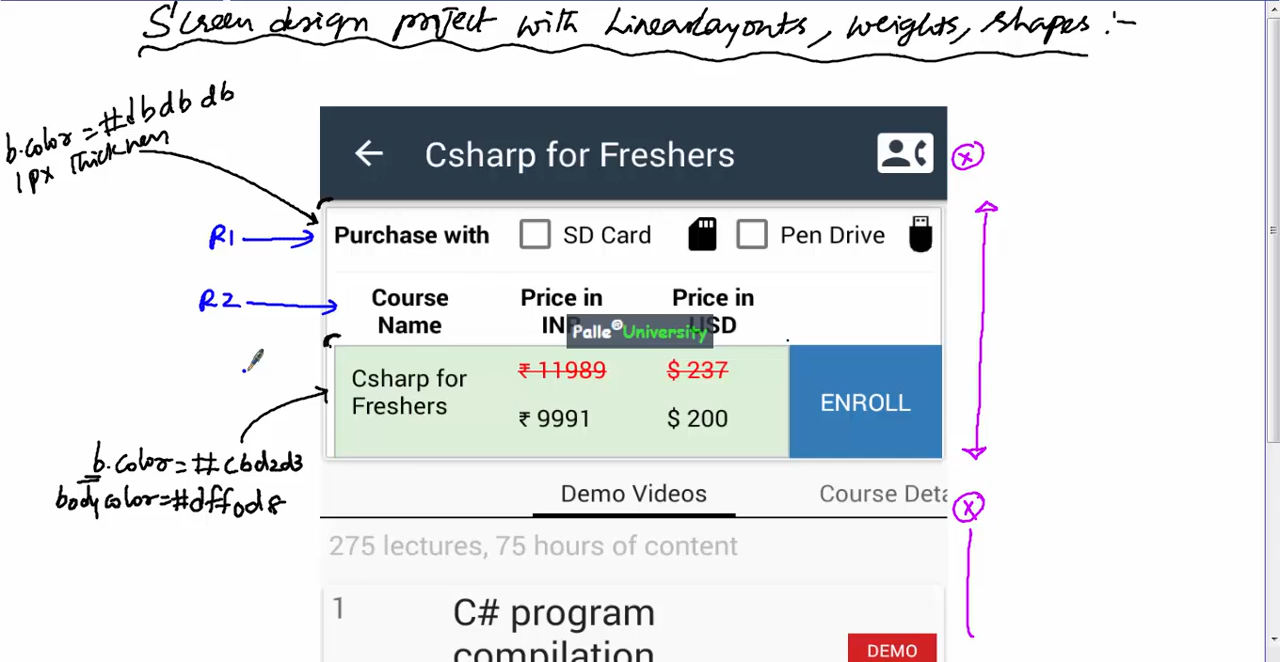 Screen design project with LinearLayouts, weights, shapes :-
b.color = #dbdbdb
1px thickness
Csharp for Freshers
R1
Purchase with SD Card Pen Drive
R2
Course Name Price in INR Price in USD
Palle®University
Csharp for Freshers ₹ 11989 $ 237
₹ 9991 $ 200
ENROLL
b.color = #cbd2d3
body color = #dff0d8
Demo Videos Course Deta
275 lectures, 75 hours of content
1 C# program
compilation
DEMO